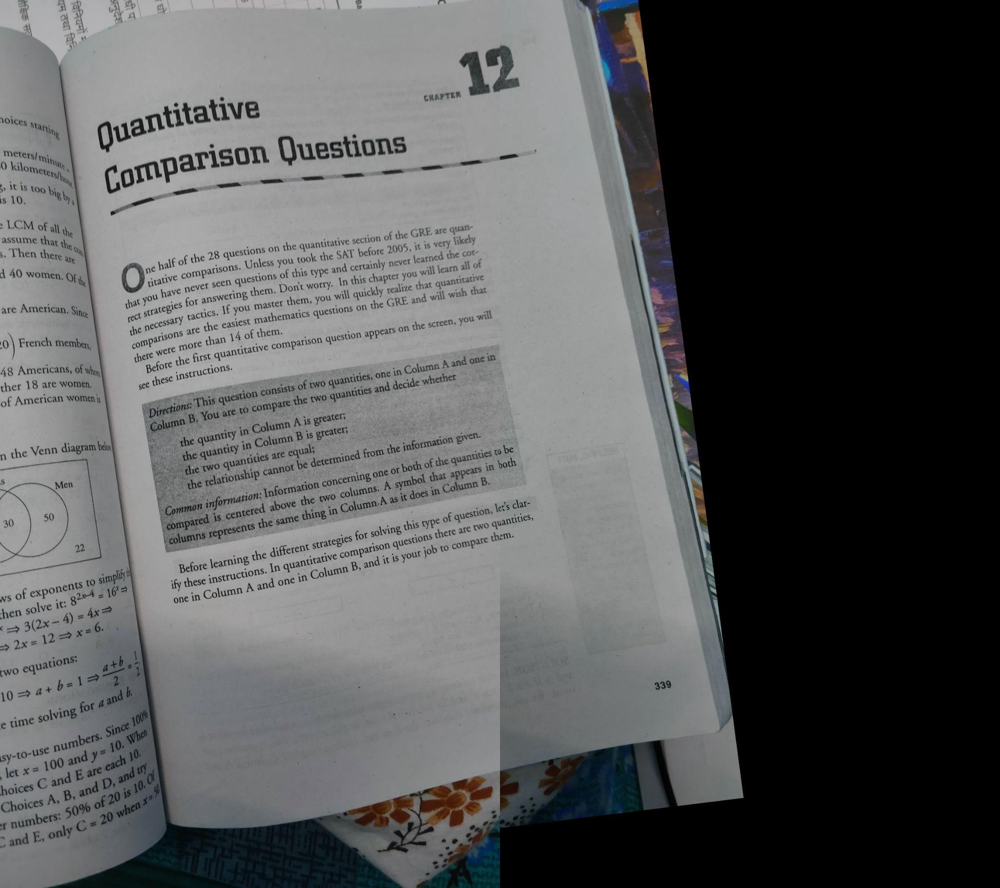 शैक्षिक
यम तथा
विनियमों
noices starting
meters/minute
0 kilometers/hour
, it is too big by
is 10.
LCM of all the
assume that the
s. Then there are
d 40 women. Of the
are American. Since
20) French members,
48 Americans, of whom
ther 18 are women.
of American women is
n the Venn diagram below
s
Men
30
50
22
ws of exponents to simplify
then solve it: 8^{2x–4} = 16^x ⇒
x ⇒ 3(2x – 4) = 4x ⇒
⇒ 2x = 12 ⇒ x = 6.
two equations:
10 ⇒ a + b = 1 ⇒ (a+b)/2 = 1/2.
e time solving for a and b.
asy-to-use numbers. Since 100%
, let x = 100 and y = 10. When
hoices C and E are each 10.
Choices A, B, and D, and try
er numbers: 50% of 20 is 10. Of
C and E, only C = 20 when x = 50.
CHAPTER 12
Quantitative
Comparison Questions
One half of the 28 questions on the quantitative section of the GRE are quan-
titative comparisons. Unless you took the SAT before 2005, it is very likely
that you have never seen questions of this type and certainly never learned the cor-
rect strategies for answering them. Don't worry. In this chapter you will learn all of
the necessary tactics. If you master them, you will quickly realize that quantitative
comparisons are the easiest mathematics questions on the GRE and will wish that
there were more than 14 of them.
Before the first quantitative comparison question appears on the screen, you will
see these instructions.
Directions: This question consists of two quantities, one in Column A and one in
Column B. You are to compare the two quantities and decide whether
the quantity in Column A is greater;
the quantity in Column B is greater;
the two quantities are equal;
the relationship cannot be determined from the information given.
Common information: Information concerning one or both of the quantities to be
compared is centered above the two columns. A symbol that appears in both
columns represents the same thing in Column A as it does in Column B.
Before learning the different strategies for solving this type of question, let's clar-
ify these instructions. In quantitative comparison questions there are two quantities,
one in Column A and one in Column B, and it is your job to compare them.
339